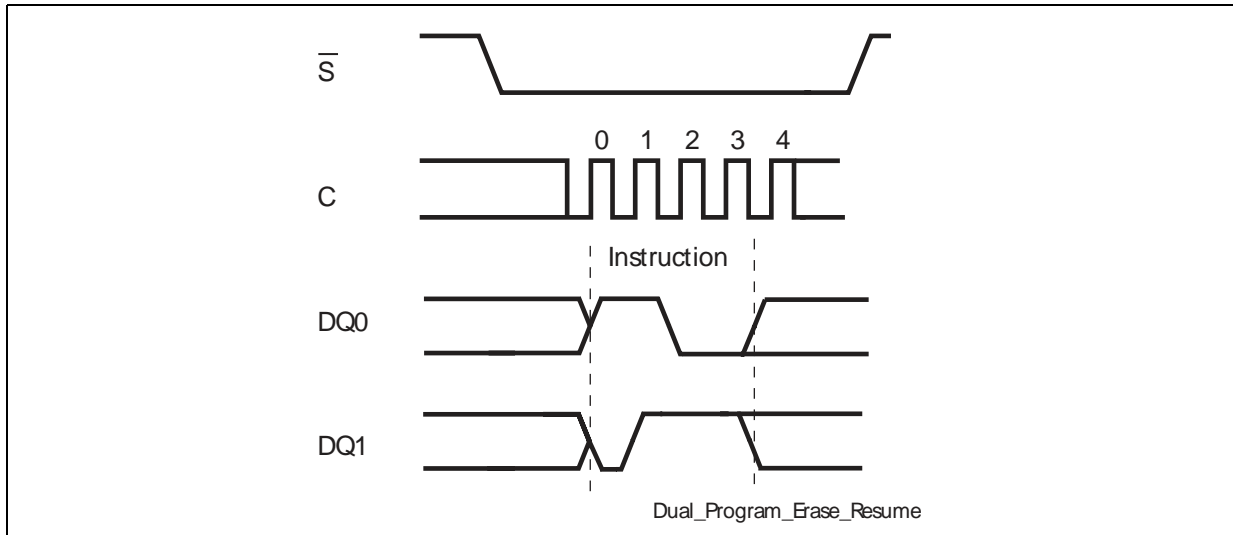 S
0 1 2 3 4
C
Instruction
DQ0
DQ1
Dual_Program_Erase_Resume